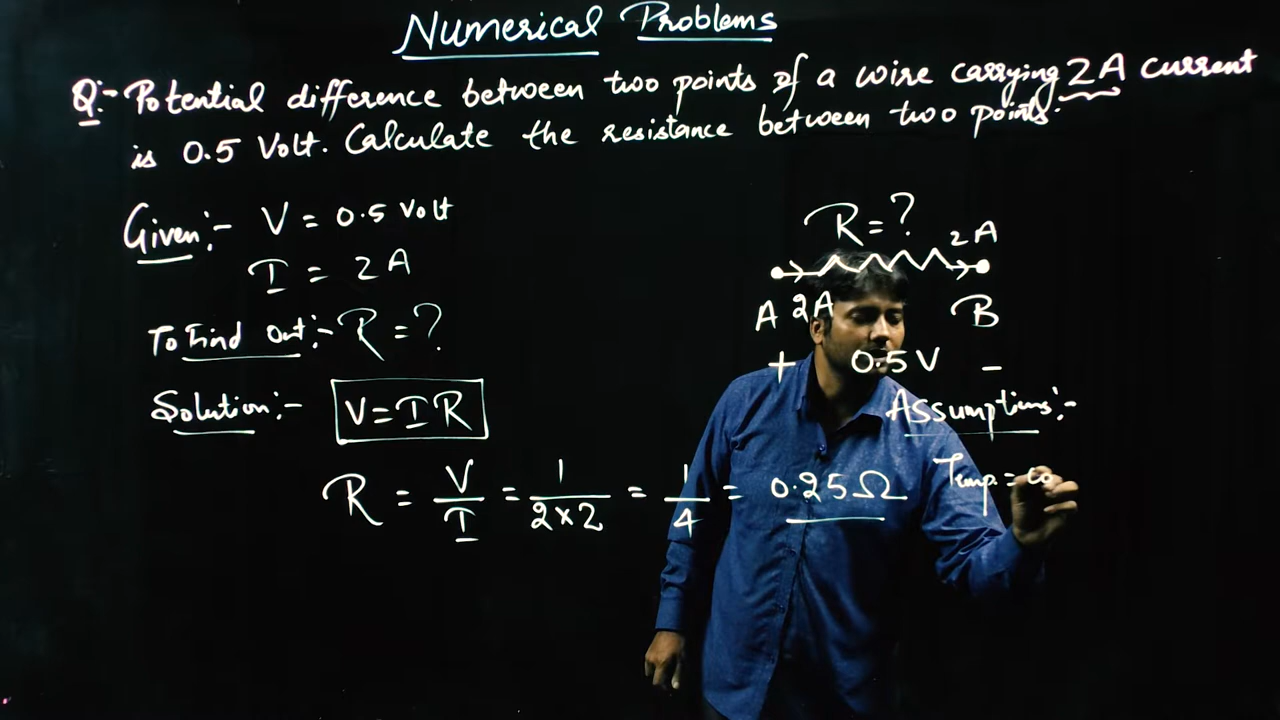 Numerical Problems
Q:- Potential difference between two points of a wire carrying 2A current
is 0.5 Volt. Calculate the resistance between two points.
Given:- V = 0.5 Volt
I = 2A
To Find Out:- R = ?
Solution:- V = IR
R = V/I = 1/2×2 = 1/4 = 0.25Ω
R = ?
2A
A 2A B
+ 0.5V -
Assumptions:-
Temp = co